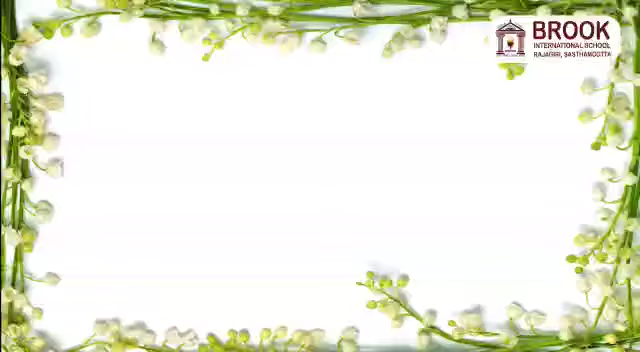 BROOK
INTERNATIONAL SCHOOL
RAJAGIRI, SASTHAMCOTTA